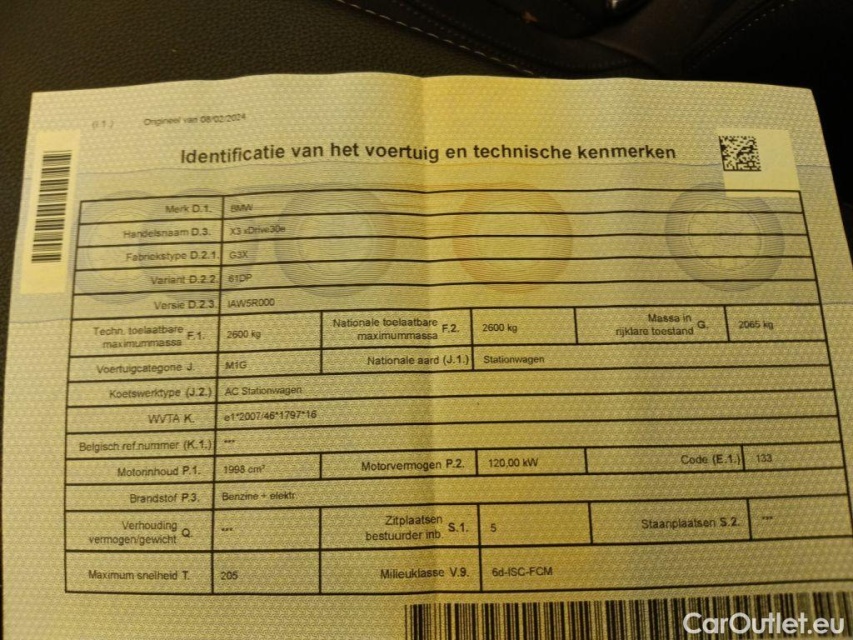 (I 1.) Origineel van 08/02/2024
Identificatie van het voertuig en technische kenmerken
Merk D.1. BMW
Handelsnaam D.3. X3 xDrive30e
Fabriekstype D.2.1. G3X
Variant D.2.2. 61DP
Versie D.2.3. IAW5R000
Techn. toelaatbare maximummassa F.1. 2600 kg Nationale toelaatbare maximummassa F.2. 2600 kg Massa in rijklare toestand G. 2065 kg
Voertuigcategorie J. M1G Nationale aard (J.1.) Stationwagen
Koetswerktype (J.2.) AC Stationwagen
WVTA K. e1*2007/46*1797*16
Belgisch ref.nummer (K.1.) ***
Motorinhoud P.1. 1998 cm³ Motorvermogen P.2. 120,00 kW Code (E.1.) 133
Brandstof P.3. Benzine + elektr
Verhouding vermogen/gewicht Q. *** Zitplaatsen bestuurder inb. S.1. 5 Staanplaatsen S.2. ***
Maximum snelheid T. 205 Milieuklasse V.9. 6d-ISC-FCM
CarOutlet.eu